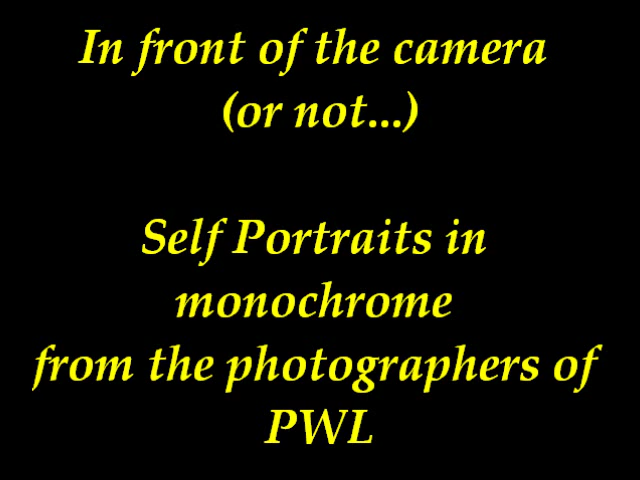 In front of the camera
(or not...)
Self Portraits in
monochrome
from the photographers of
PWL